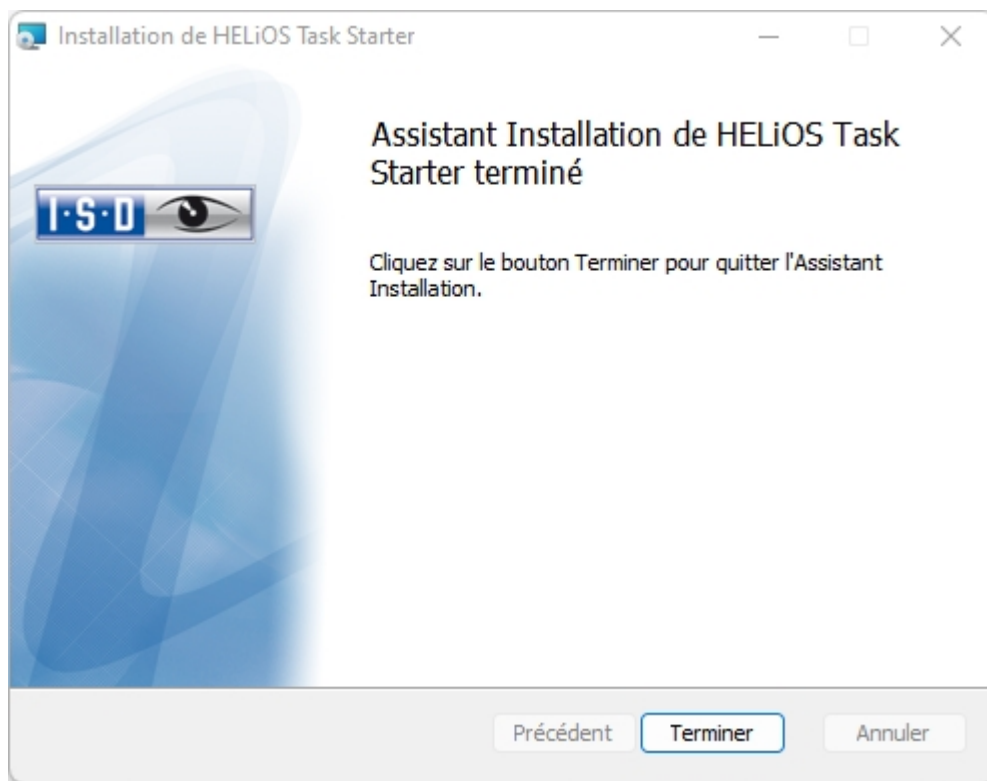 Installation de HELiOS Task Starter
Assistant Installation de HELiOS Task
Starter terminé
I·S·D
Cliquez sur le bouton Terminer pour quitter l'Assistant
Installation.
Précédent
Terminer
Annuler